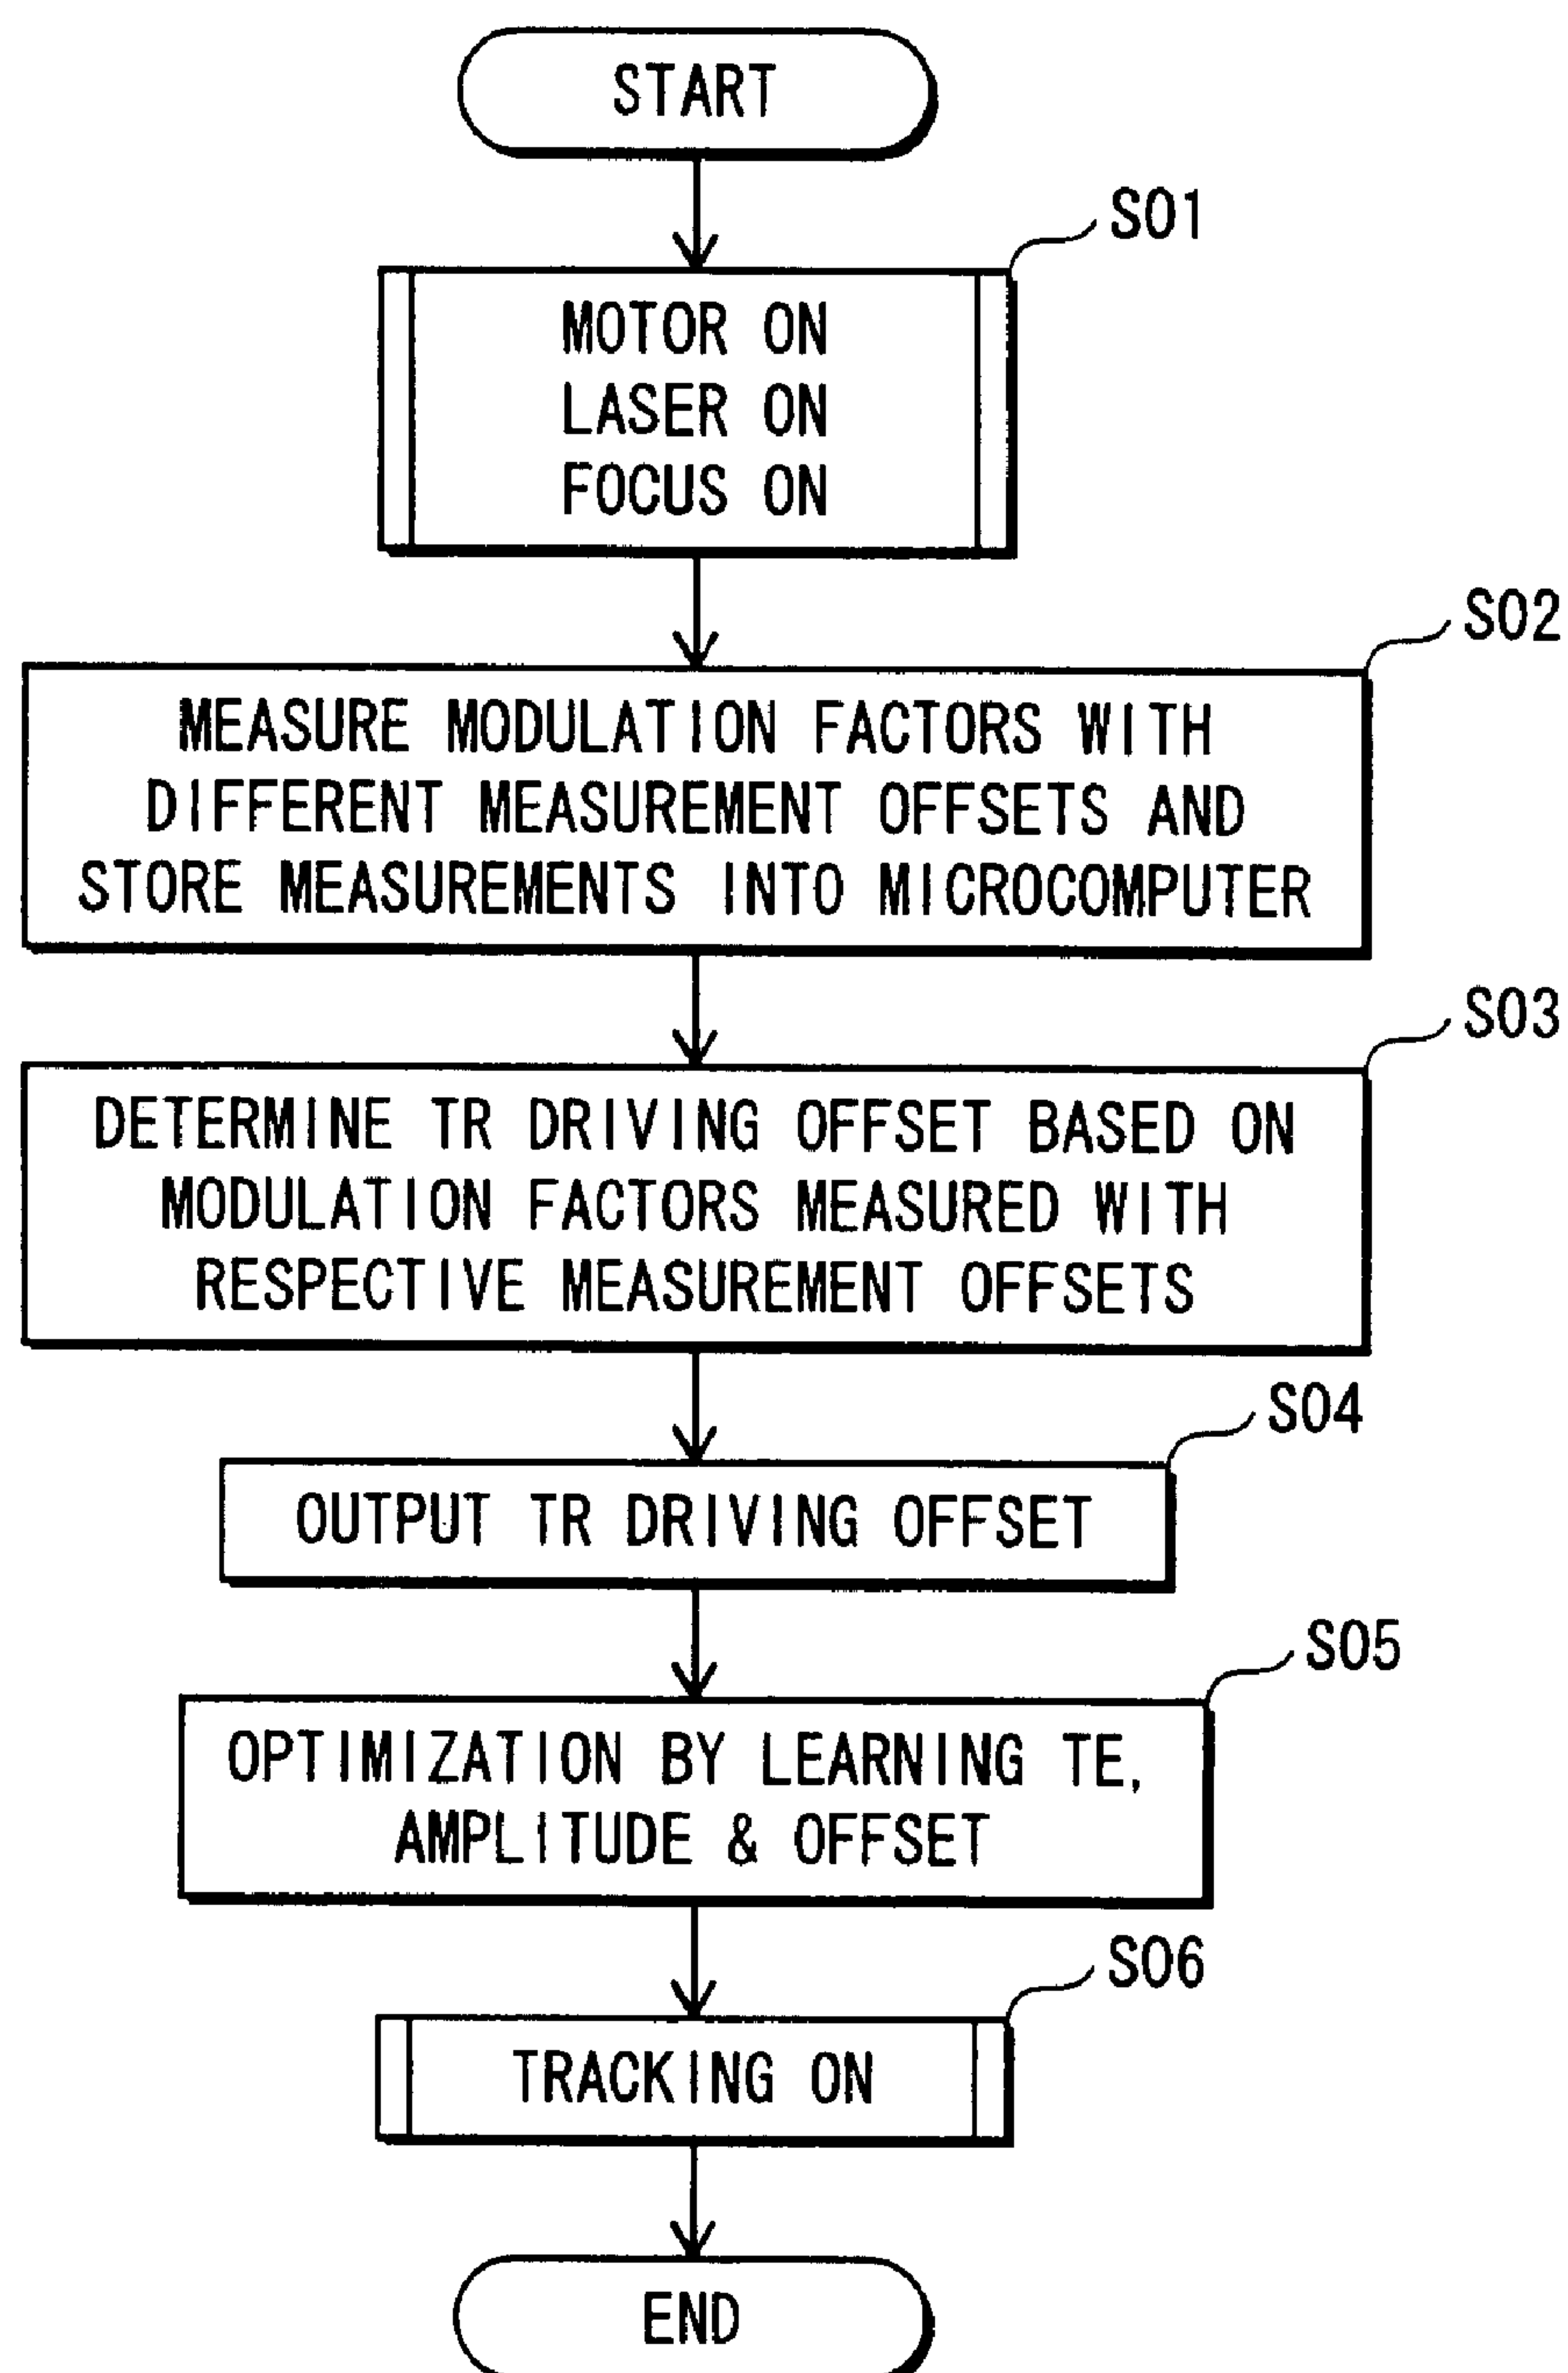 START
S01
MOTOR ON
LASER ON
FOCUS ON
S02
MEASURE MODULATION FACTORS WITH
DIFFERENT MEASUREMENT OFFSETS AND
STORE MEASUREMENTS INTO MICROCOMPUTER
S03
DETERMINE TR DRIVING OFFSET BASED ON
MODULATION FACTORS MEASURED WITH
RESPECTIVE MEASUREMENT OFFSETS
S04
OUTPUT TR DRIVING OFFSET
S05
OPTIMIZATION BY LEARNING TE,
AMPLITUDE & OFFSET
S06
TRACKING ON
END